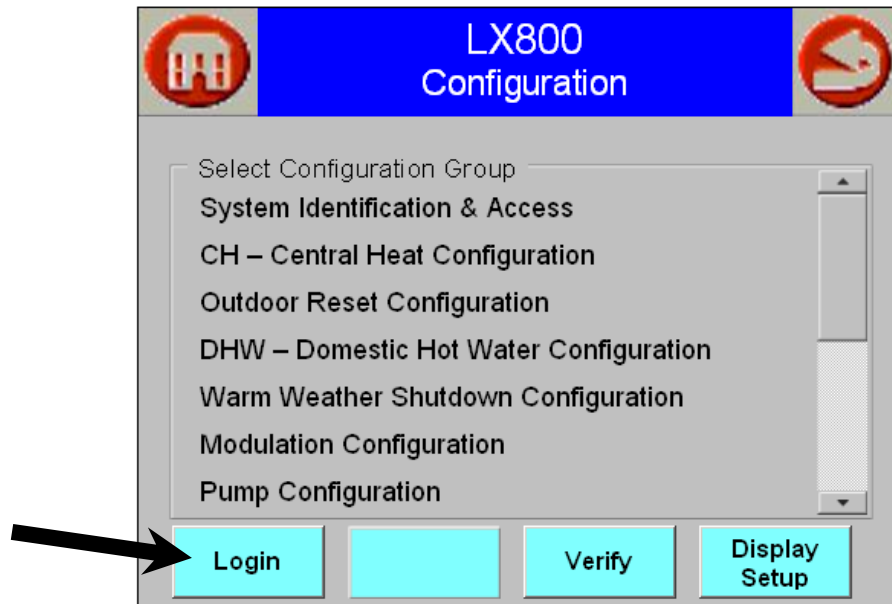 LX800
Configuration
Select Configuration Group
System Identification & Access
CH – Central Heat Configuration
Outdoor Reset Configuration
DHW – Domestic Hot Water Configuration
Warm Weather Shutdown Configuration
Modulation Configuration
Pump Configuration
Login
Verify
Display
Setup